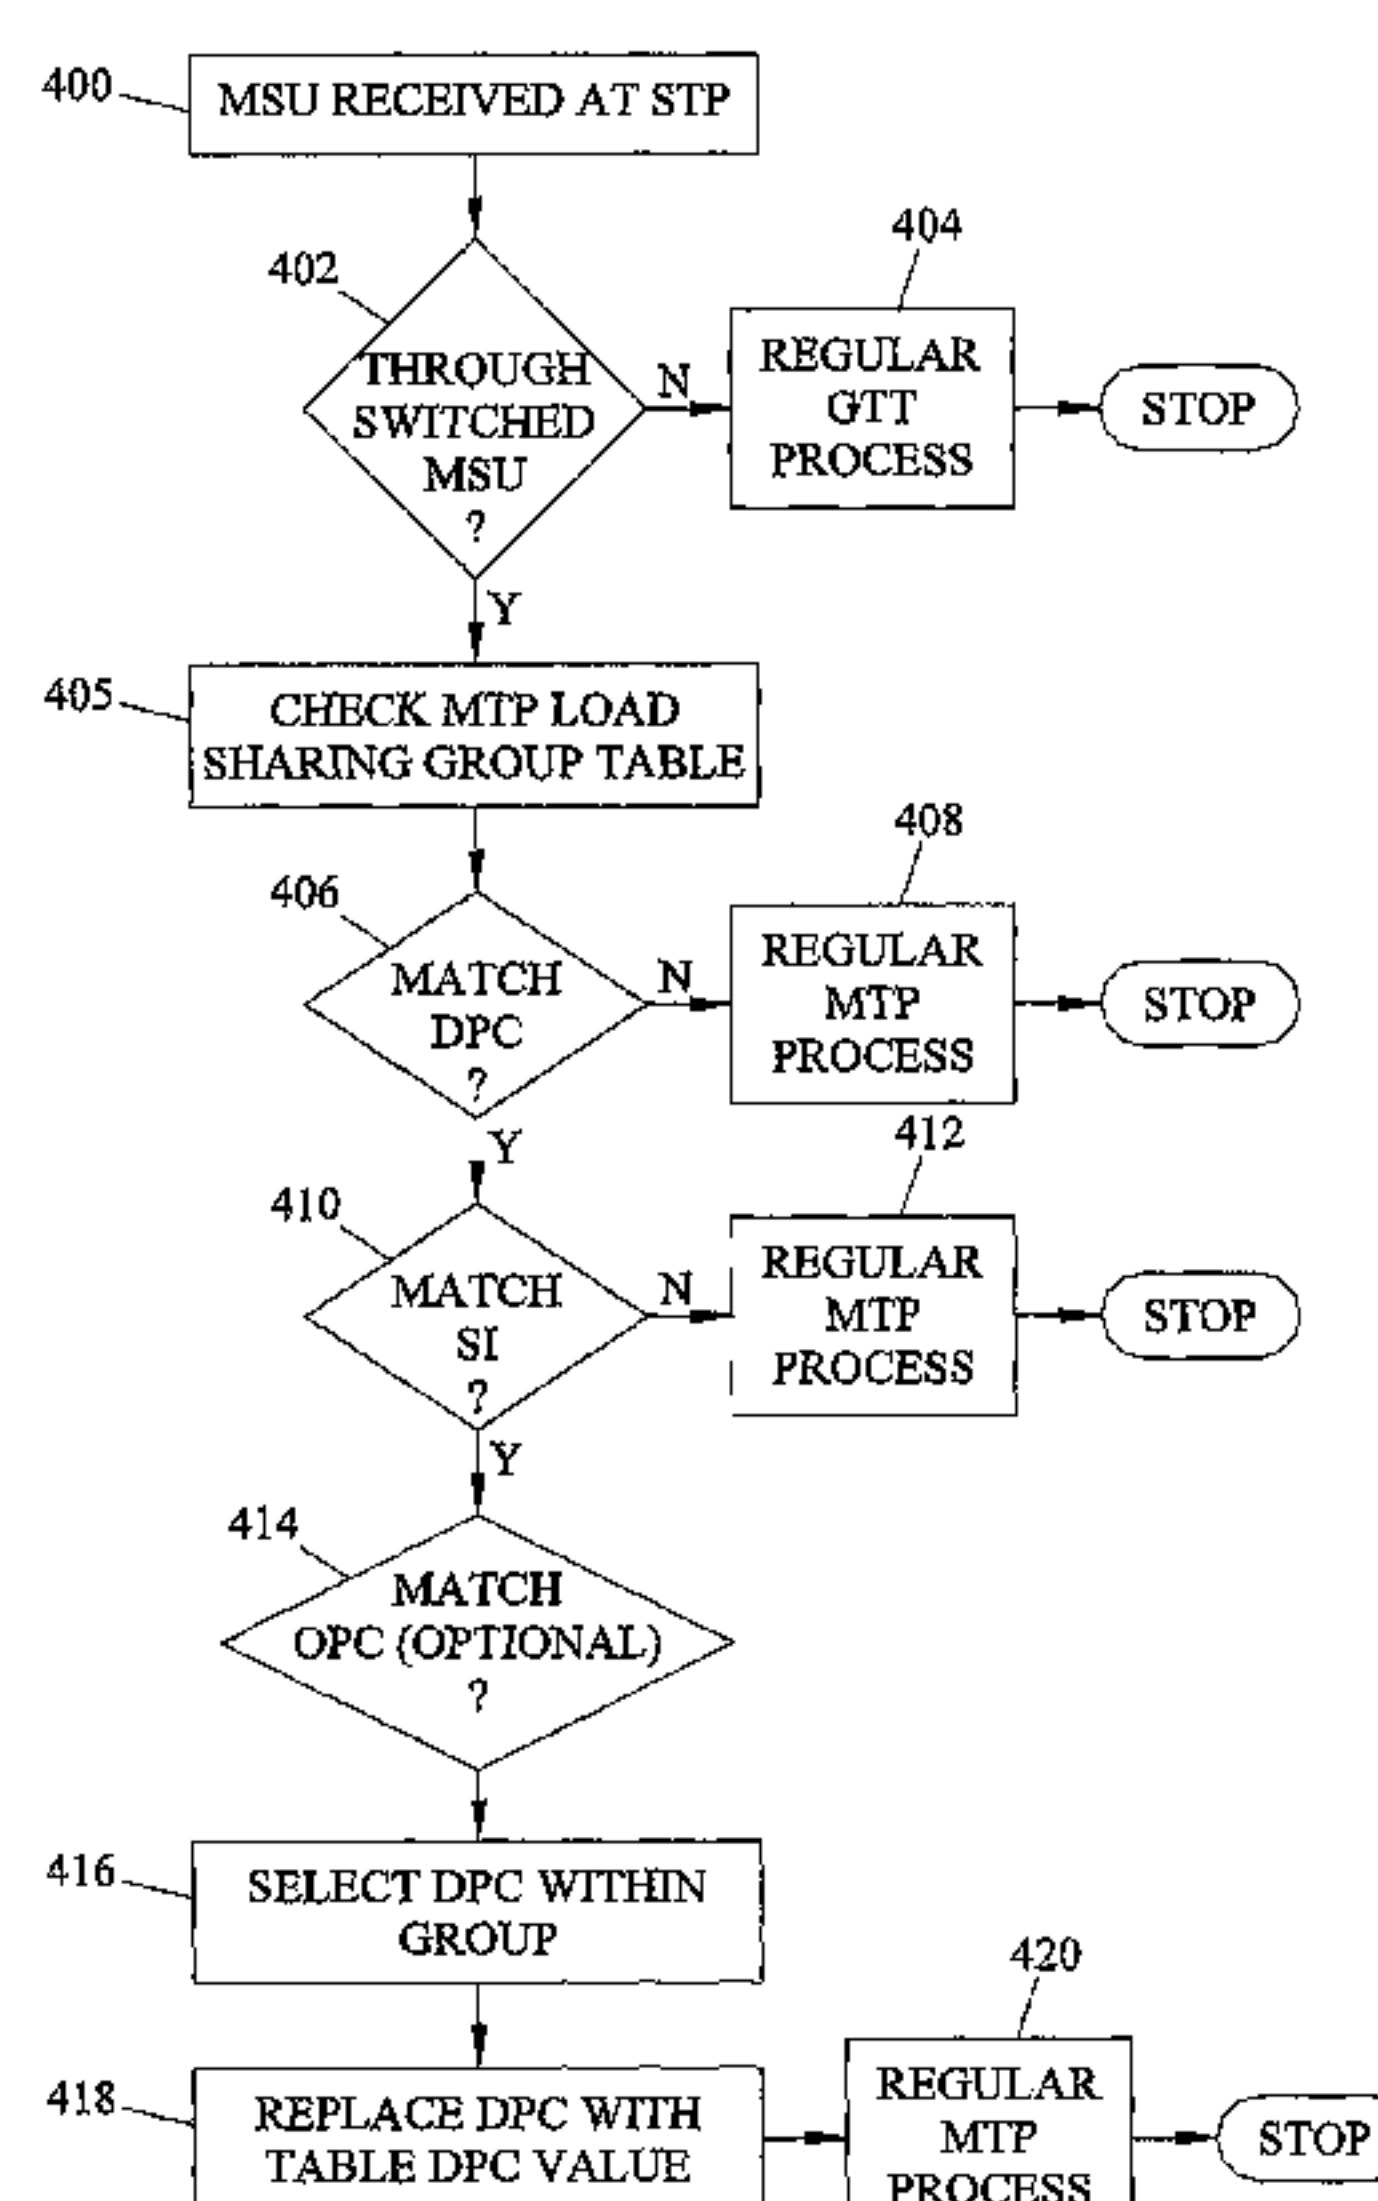 400
MSU RECEIVED AT STP
402
THROUGH
SWITCHED
MSU
?
N
404
REGULAR
GTT
PROCESS
STOP
Y
405
CHECK MTP LOAD
SHARING GROUP TABLE
406
MATCH
DPC
?
N
408
REGULAR
MTP
PROCESS
STOP
Y
410
MATCH
SI
?
N
412
REGULAR
MTP
PROCESS
STOP
Y
414
MATCH
OPC (OPTIONAL)
?
416
SELECT DPC WITHIN
GROUP
418
REPLACE DPC WITH
TABLE DPC VALUE
420
REGULAR
MTP
PROCESS
STOP